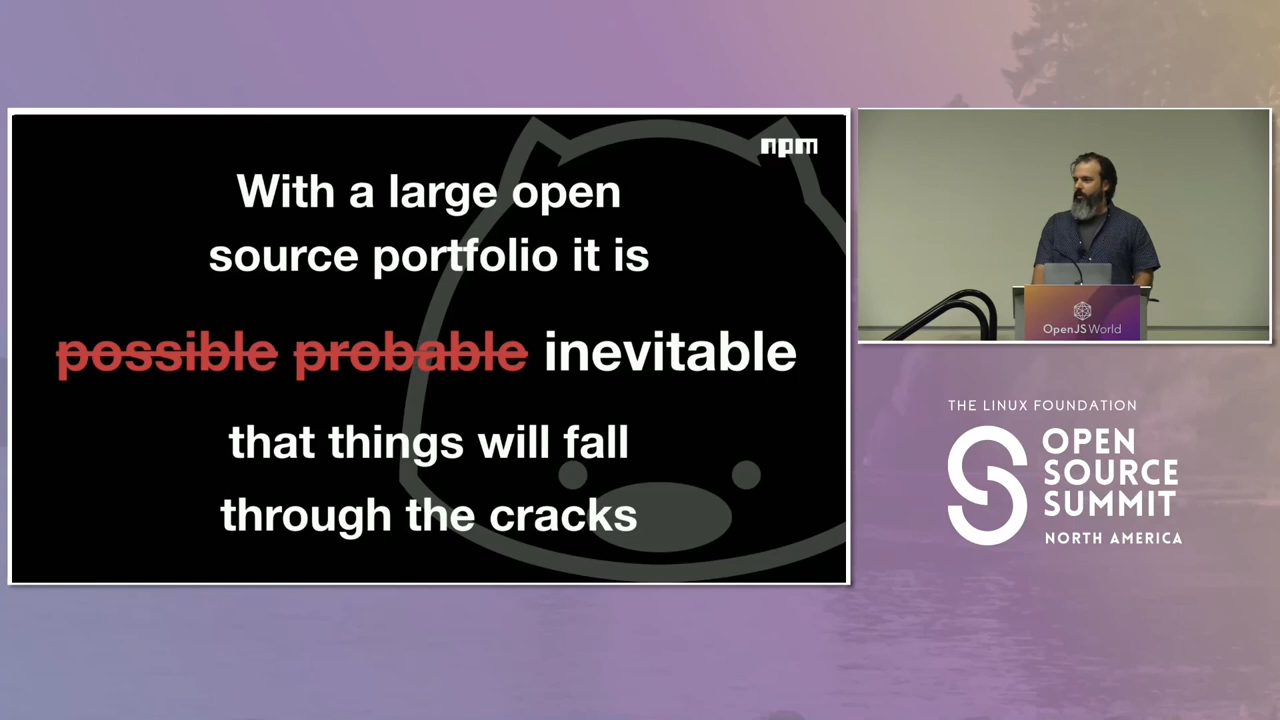 npm
With a large open
source portfolio it is
possible probable inevitable
that things will fall
through the cracks
OpenJS World
THE LINUX FOUNDATION
OPEN
SOURCE
SUMMIT
NORTH AMERICA